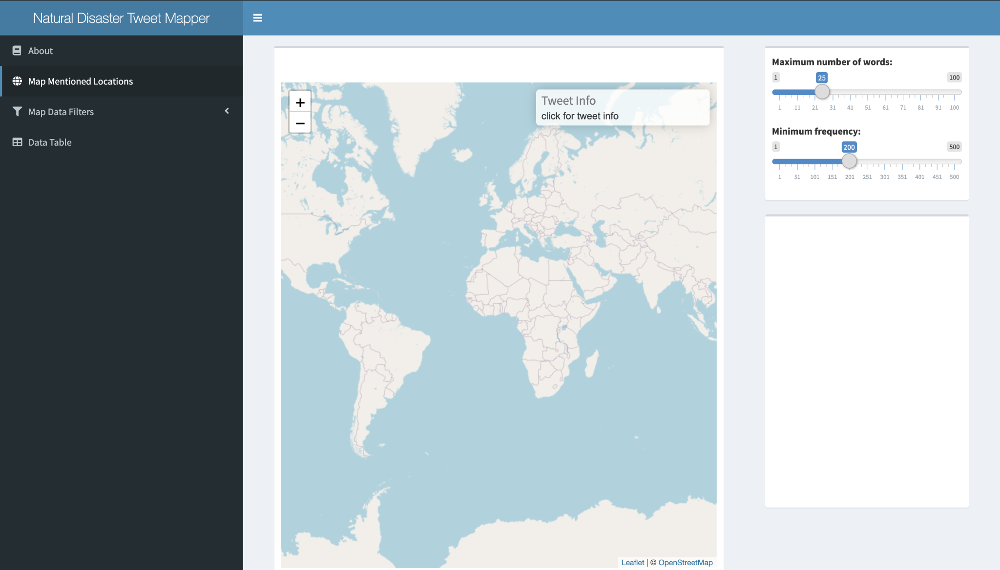 Natural Disaster Tweet Mapper
About
Map Mentioned Locations
Map Data Filters
Data Table
+
−
Tweet Info
click for tweet info
Leaflet | © OpenStreetMap
Maximum number of words:
1 25 100
1 11 21 31 41 51 61 71 81 91 100
Minimum frequency:
1 200 500
1 51 101 151 201 251 301 351 401 451 500